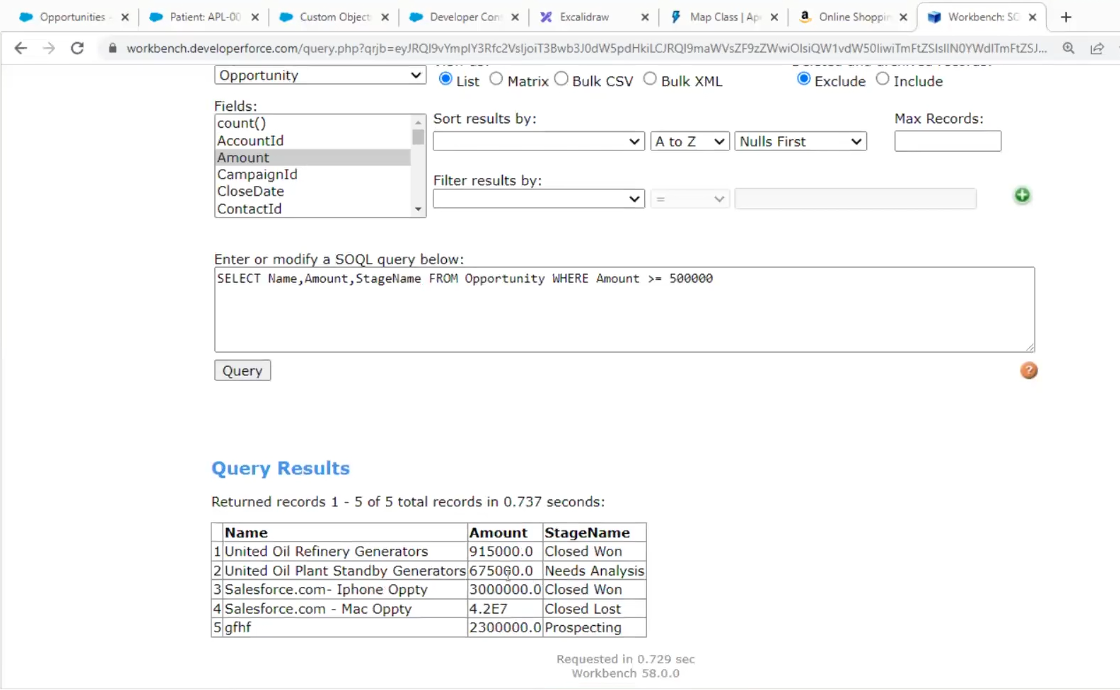 Opportunities -
Patient: APL-00
Custom Object:
Developer Con
Excalidraw
Map Class | Ap
Online Shoppin
Workbench: SO
workbench.developerforce.com/query.php?qrjb=
Opportunity
List Matrix Bulk CSV Bulk XML
Exclude Include
Fields:
count()
AccountId
Amount
CampaignId
CloseDate
ContactId
Sort results by:
A to Z
Nulls First
Max Records:
Filter results by:
=
Enter or modify a SOQL query below:
SELECT Name,Amount,StageName FROM Opportunity WHERE Amount >= 500000
Query
?
Query Results
Returned records 1 - 5 of 5 total records in 0.737 seconds:
Name Amount StageName
1 United Oil Refinery Generators 915000.0 Closed Won
2 United Oil Plant Standby Generators 675000.0 Needs Analysis
3 Salesforce.com- Iphone Oppty 3000000.0 Closed Won
4 Salesforce.com - Mac Oppty 4.2E7 Closed Lost
5 gfhf 2300000.0 Prospecting
Requested in 0.729 sec
Workbench 58.0.0